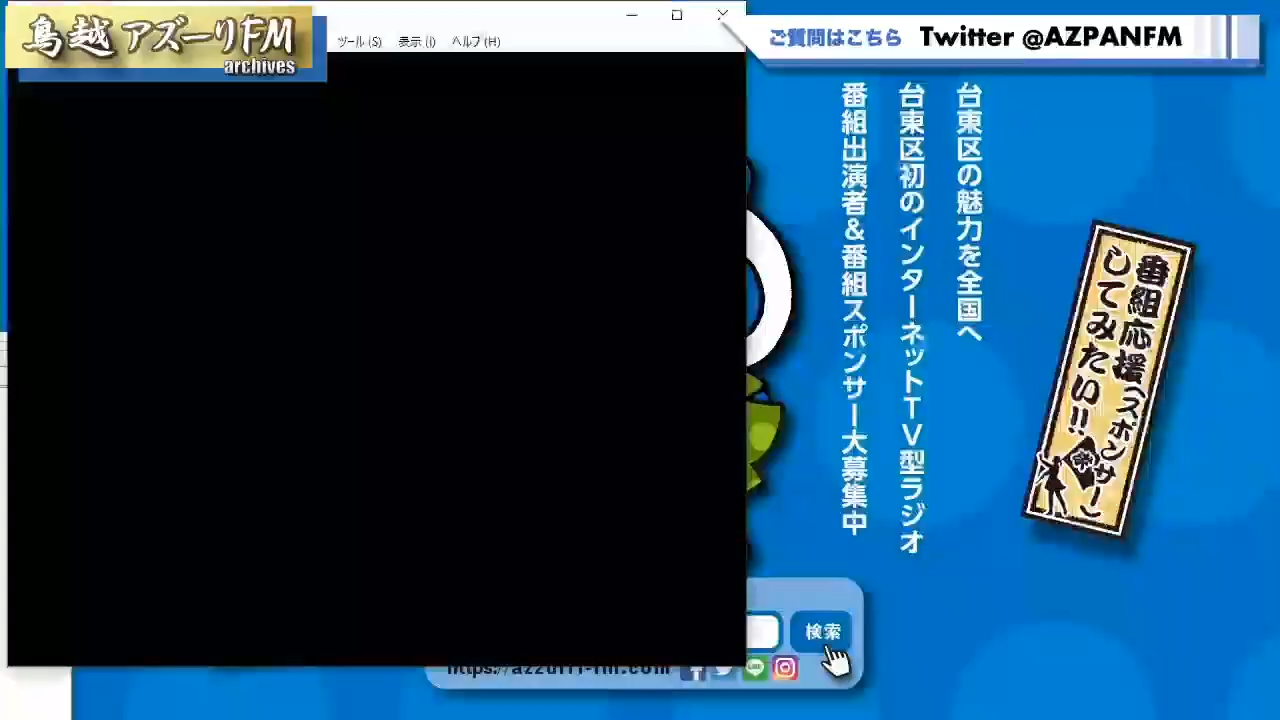 鳥越 アズーリFM
archives
ツール(S) 表示(I) ヘルプ(H)
ご質問はこちら Twitter @AZPANFM
台東区の魅力を全国へ
台東区初のインターネットTV型ラジオ
番組出演者&番組スポンサー大募集中
番組応援(スポンサー)
してみたい!!
検索
https://azzurri-fm.com
LINE